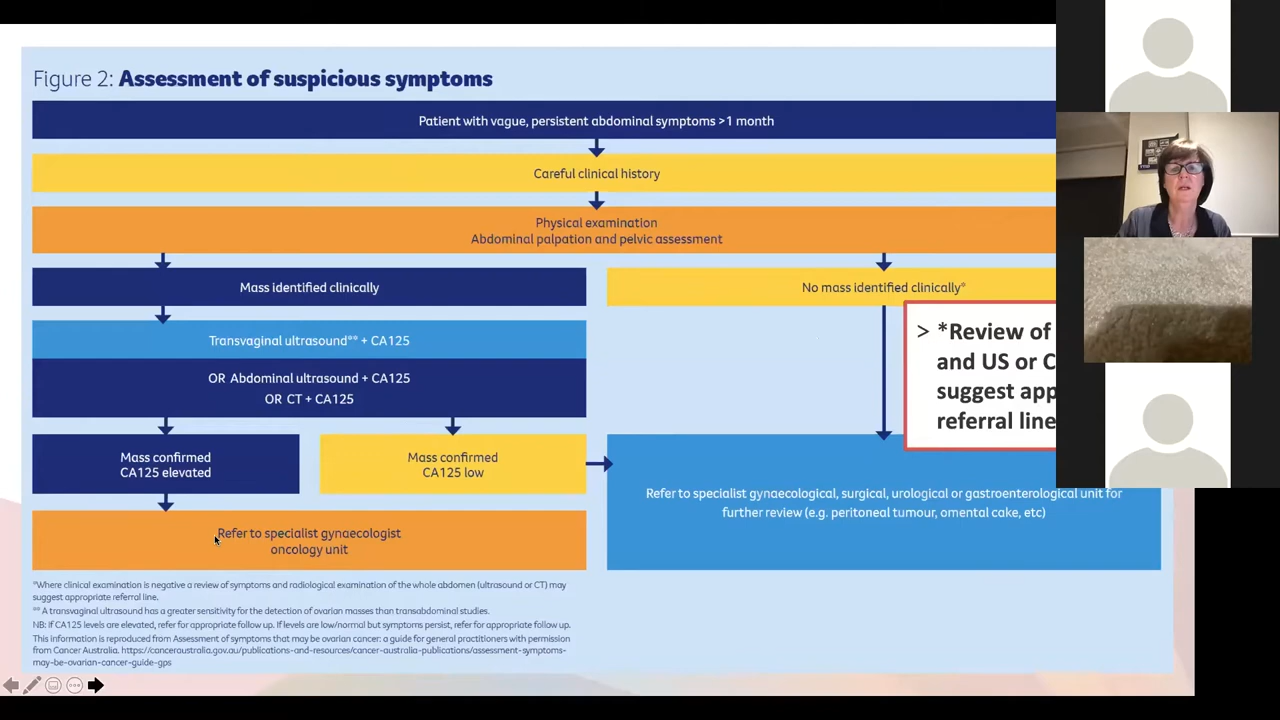 Figure 2: Assessment of suspicious symptoms
Patient with vague, persistent abdominal symptoms >1 month
Careful clinical history
Physical examination
Abdominal palpation and pelvic assessment
Mass identified clinically
No mass identified clinically*
Transvaginal ultrasound** + CA125
OR Abdominal ultrasound + CA125
OR CT + CA125
> *Review of
and US or C
suggest app
referral line
Mass confirmed
CA125 elevated
Mass confirmed
CA125 low
Refer to specialist gynaecological, surgical, urological or gastroenterological unit for
further review (e.g. peritoneal tumour, omental cake, etc)
Refer to specialist gynaecologist
oncology unit
*Where clinical examination is negative a review of symptoms and radiological examination of the whole abdomen (ultrasound or CT) may
suggest appropriate referral line.
** A transvaginal ultrasound has a greater sensitivity for the detection of ovarian masses than transabdominal studies.
NB: If CA125 levels are elevated, refer for appropriate follow up. If levels are low/normal but symptoms persist, refer for appropriate follow up.
This information is reproduced from Assessment of symptoms that may be ovarian cancer: a guide for general practitioners with permission
from Cancer Australia. https://canceraustralia.gov.au/publications-and-resources/cancer-australia-publications/assessment-symptoms-
may-be-ovarian-cancer-guide-gps